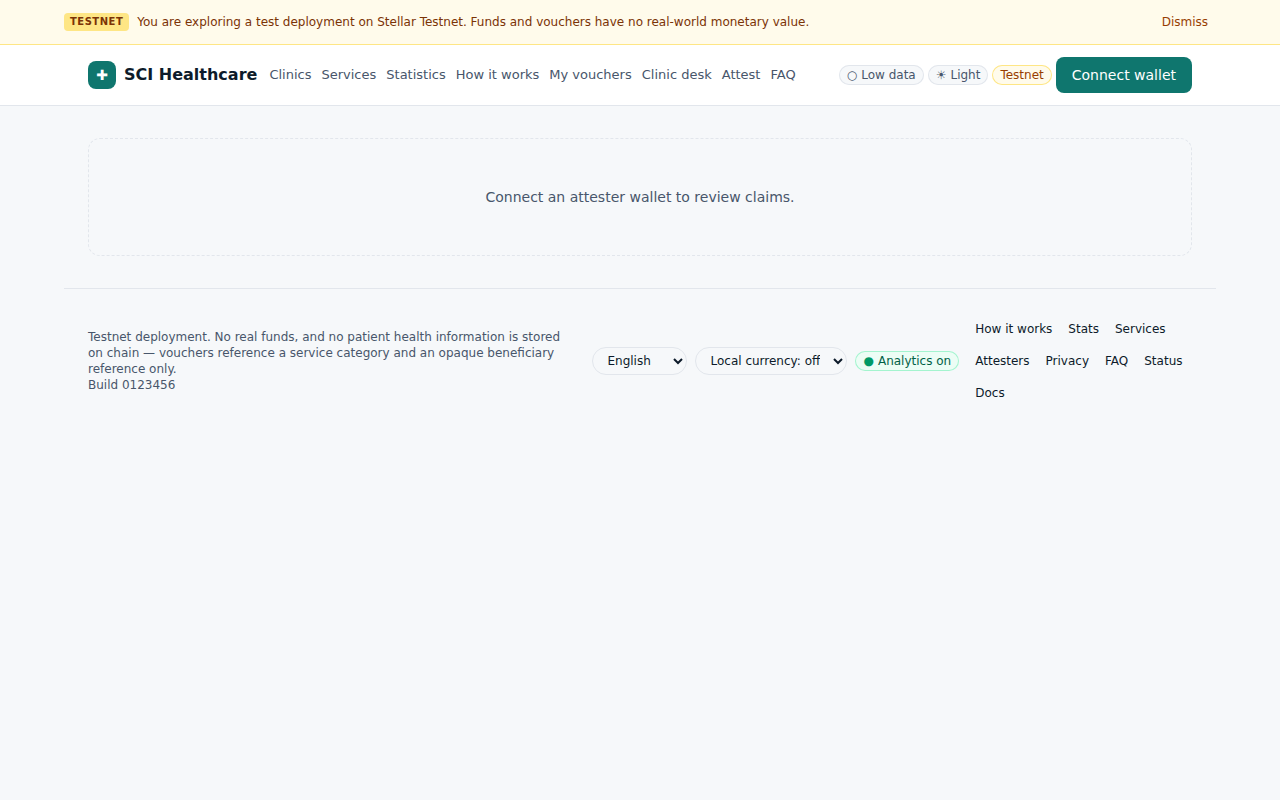 TESTNET You are exploring a test deployment on Stellar Testnet. Funds and vouchers have no real-world monetary value. Dismiss
SCI Healthcare Clinics Services Statistics How it works My vouchers Clinic desk Attest FAQ Low data Light Testnet Connect wallet
Connect an attester wallet to review claims.
Testnet deployment. No real funds, and no patient health information is stored
on chain — vouchers reference a service category and an opaque beneficiary
reference only.
Build 0123456
English Local currency: off Analytics on
How it works Stats Services
Attesters Privacy FAQ Status
Docs